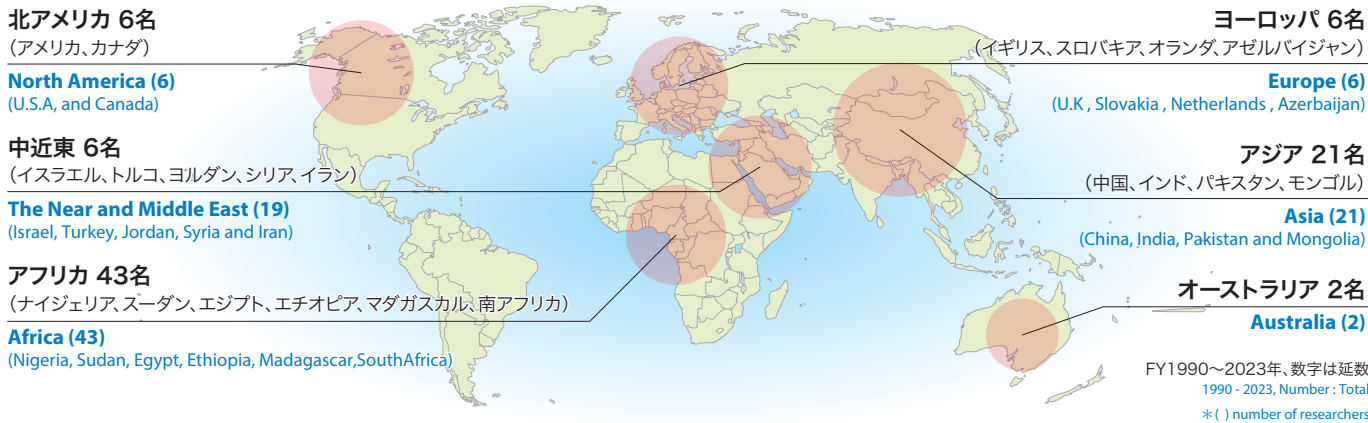 北アメリカ 6名
（アメリカ、カナダ）
North America (6)
(U.S.A, and Canada)
中近東 6名
（イスラエル、トルコ、ヨルダン、シリア、イラン）
The Near and Middle East (19)
(Israel, Turkey, Jordan, Syria and Iran)
アフリカ 43名
（ナイジェリア、スーダン、エジプト、エチオピア、マダガスカル、南アフリカ）
Africa (43)
(Nigeria, Sudan, Egypt, Ethiopia, Madagascar,SouthAfrica)
ヨーロッパ 6名
（イギリス、スロバキア、オランダ、アゼルバイジャン）
Europe (6)
(U.K , Slovakia , Netherlands , Azerbaijan)
アジア 21名
（中国、インド、パキスタン、モンゴル）
Asia (21)
(China, India, Pakistan and Mongolia)
オーストラリア 2名
Australia (2)
FY1990～2023年、数字は延数
1990 - 2023, Number : Total
＊( ) number of researchers